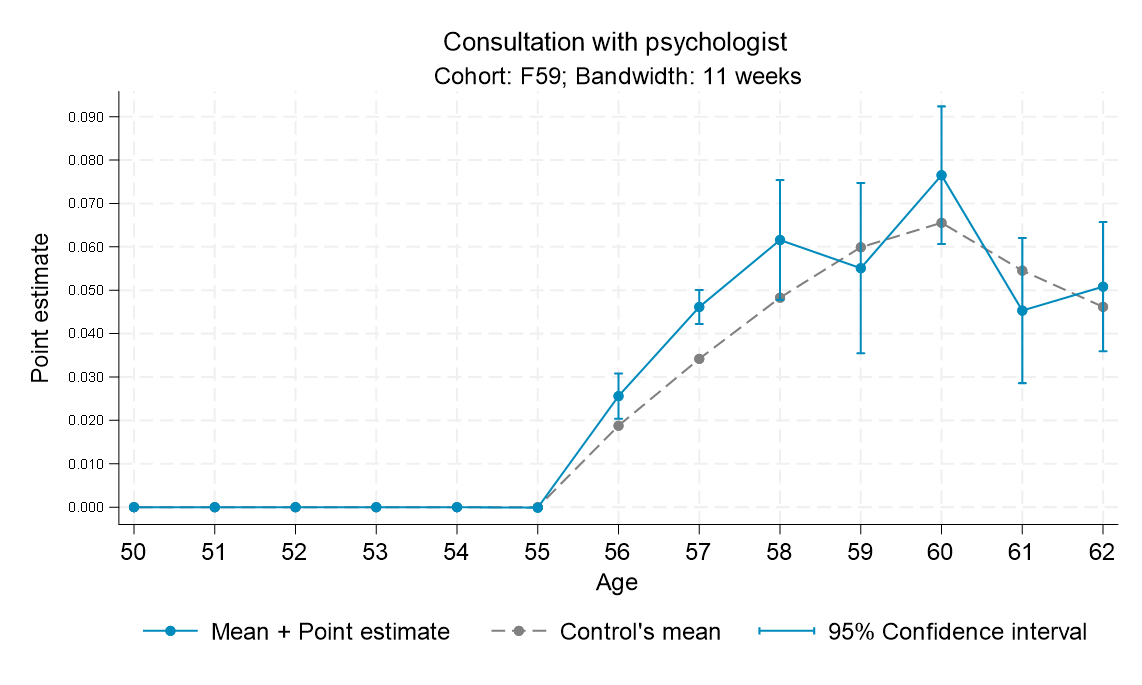 Consultation with psychologist
Cohort: F59; Bandwidth: 11 weeks
Point estimate
0.090
0.080
0.070
0.060
0.050
0.040
0.030
0.020
0.010
0.000
50 51 52 53 54 55 56 57 58 59 60 61 62
Age
Mean + Point estimate Control's mean 95% Confidence interval